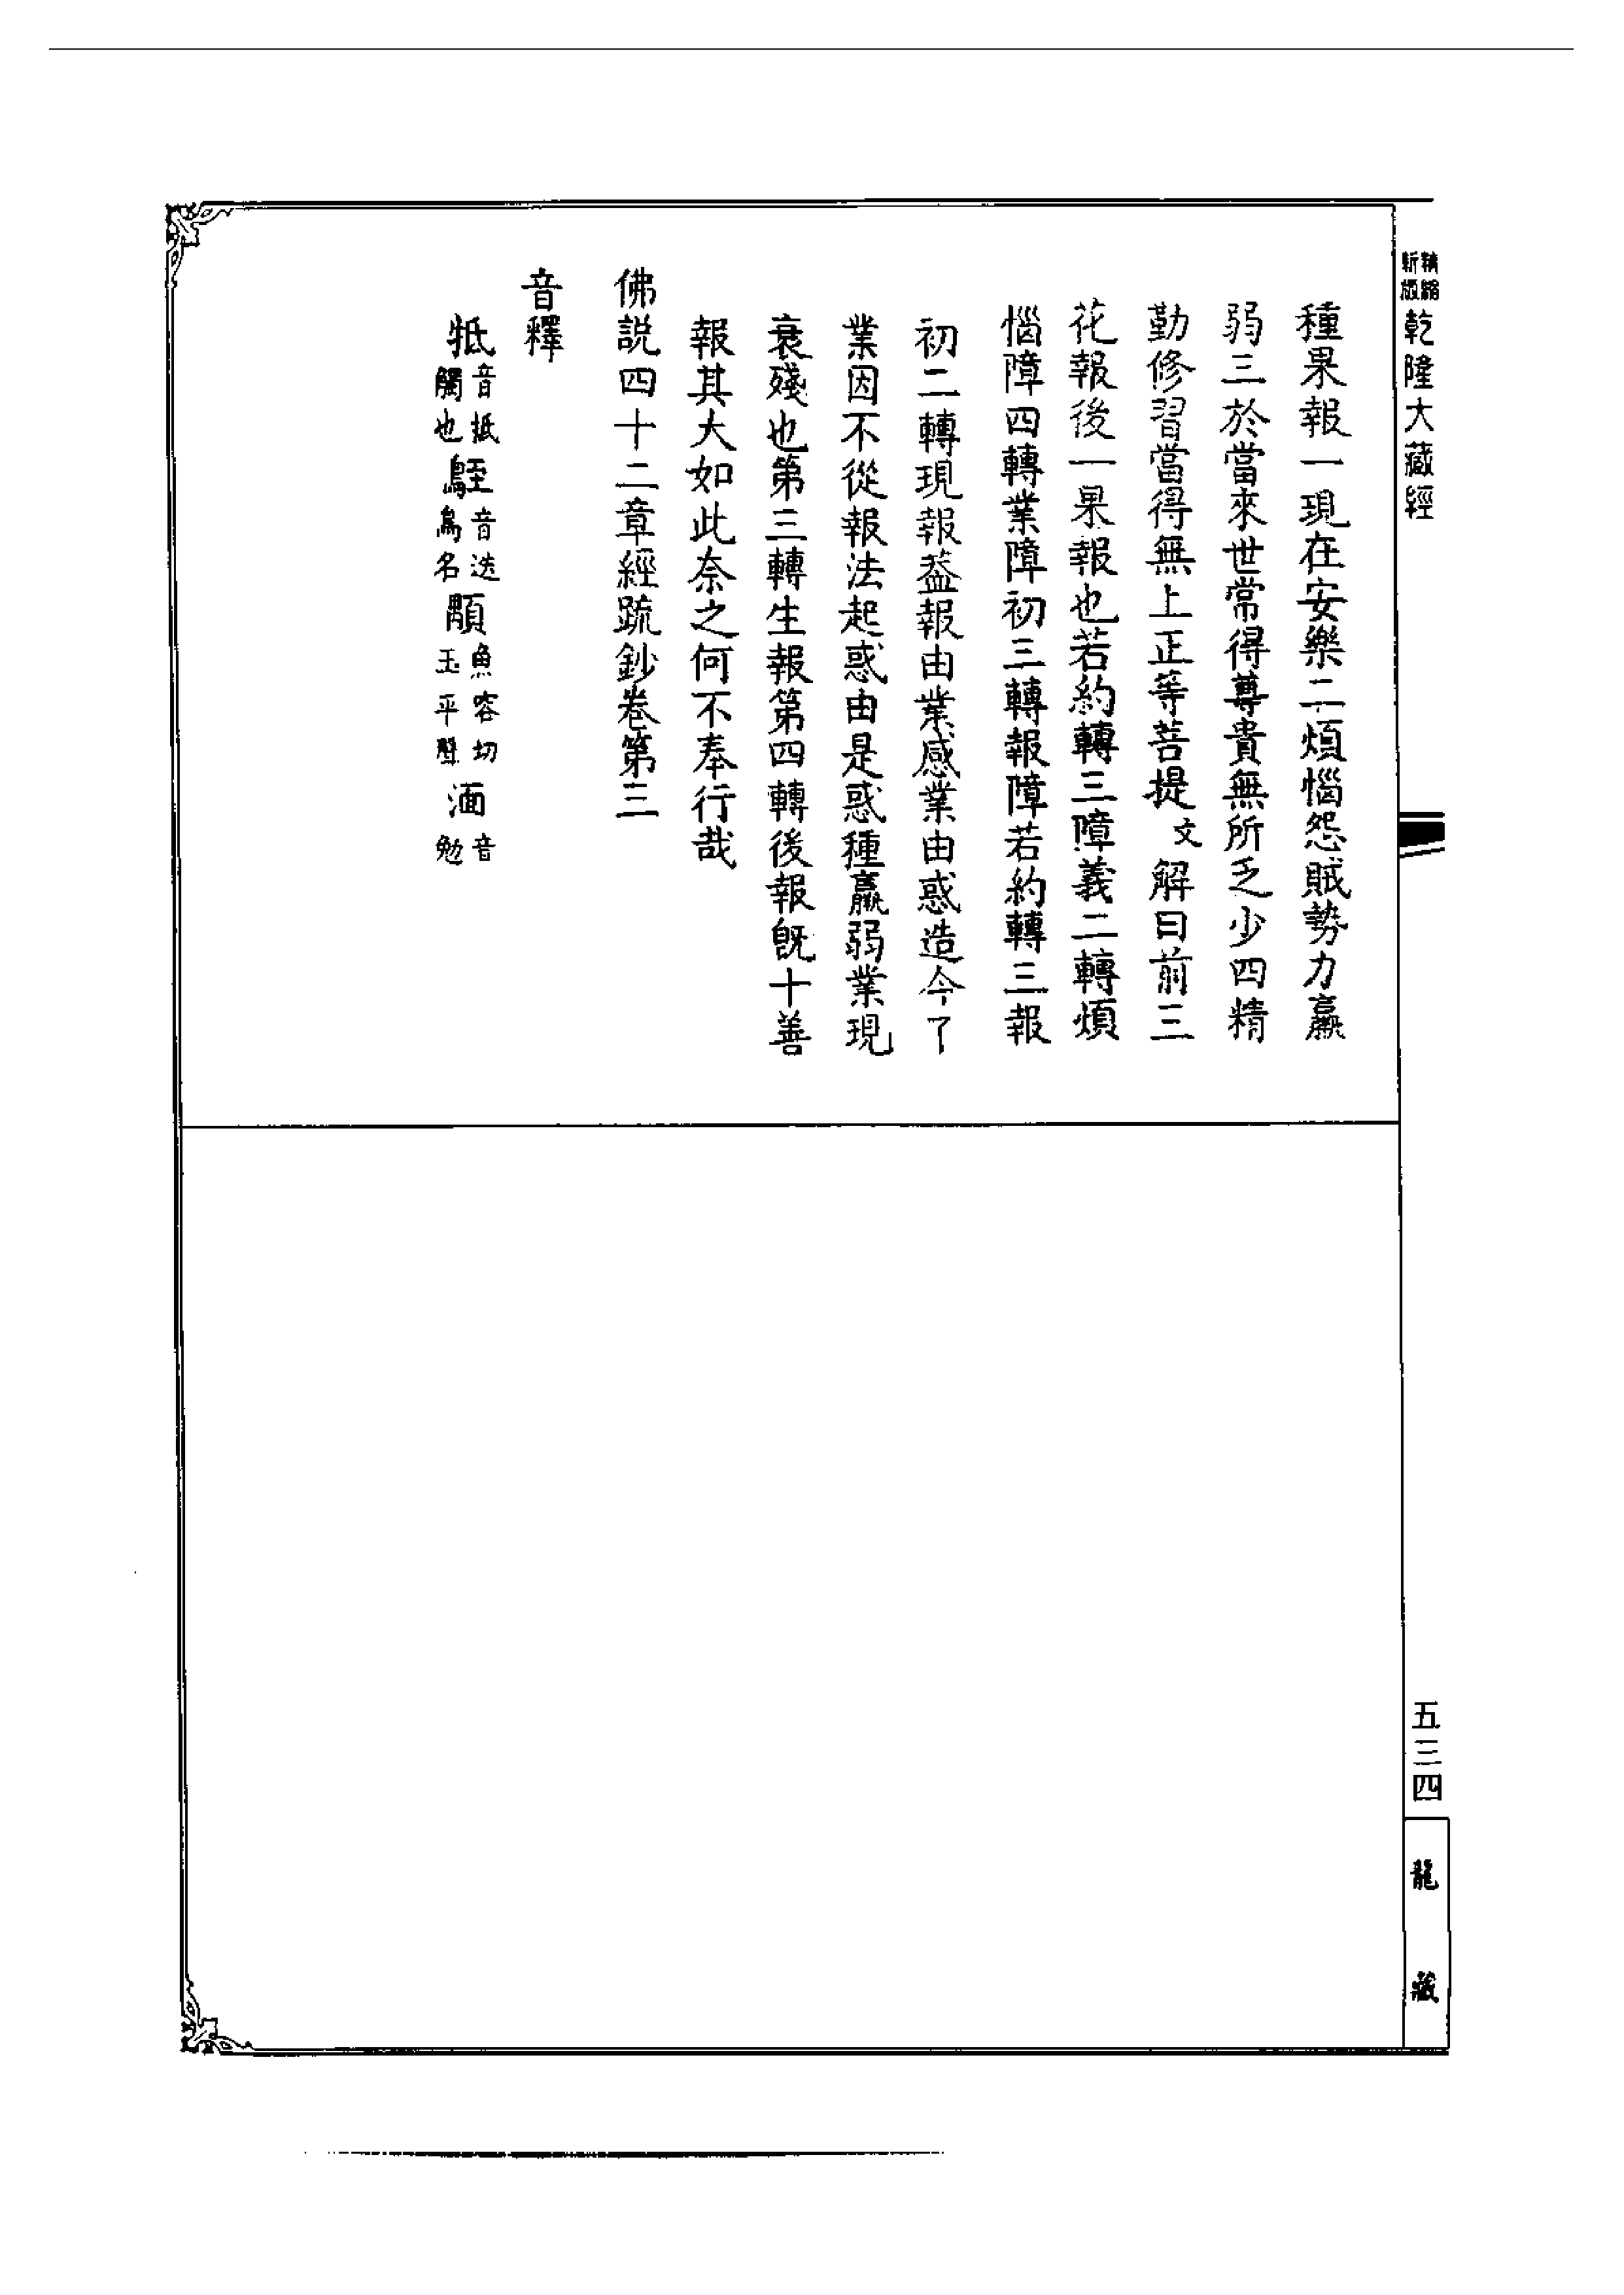 新版
精縮
乾隆大藏經
種果報一現在安樂二煩惱怨賊勢力羸
弱三於當來世常得尊貴無所乏少四精
勤修習當得無上正等菩提文解曰前三
花報後一果報也若約轉三障義二轉煩
惱障四轉業障初三轉報障若約轉三報
初二轉現報葢報由業感業由惑造今了
業因不從報法起惑由是惑種羸弱業現
衰殘也第三轉生報第四轉後報旣十善
報其大如此奈之何不奉行哉
佛說四十二章經疏鈔卷第三
音釋
牴音抵觸也鵄音迭鳥名顒魚容切玉平聲湎音勉
五三四
龍藏